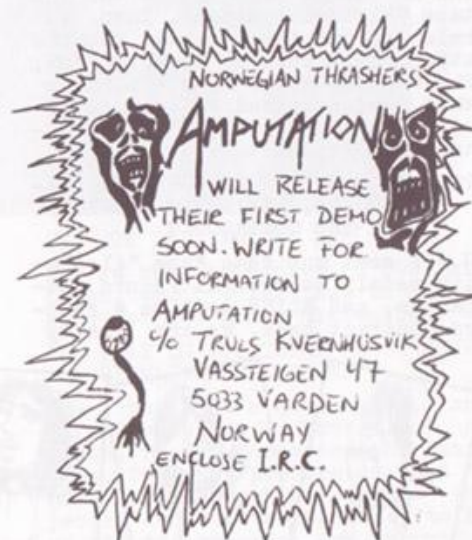 NORWEGIAN THRASHERS
AMPUTATION
WILL RELEASE
THEIR FIRST DEMO
SOON. WRITE FOR
INFORMATION TO
AMPUTATION
c/o TRULS KVERNHUSVIK
VASSTEIGEN 47
5033 VARDEN
NORWAY
ENCLOSE I.R.C.